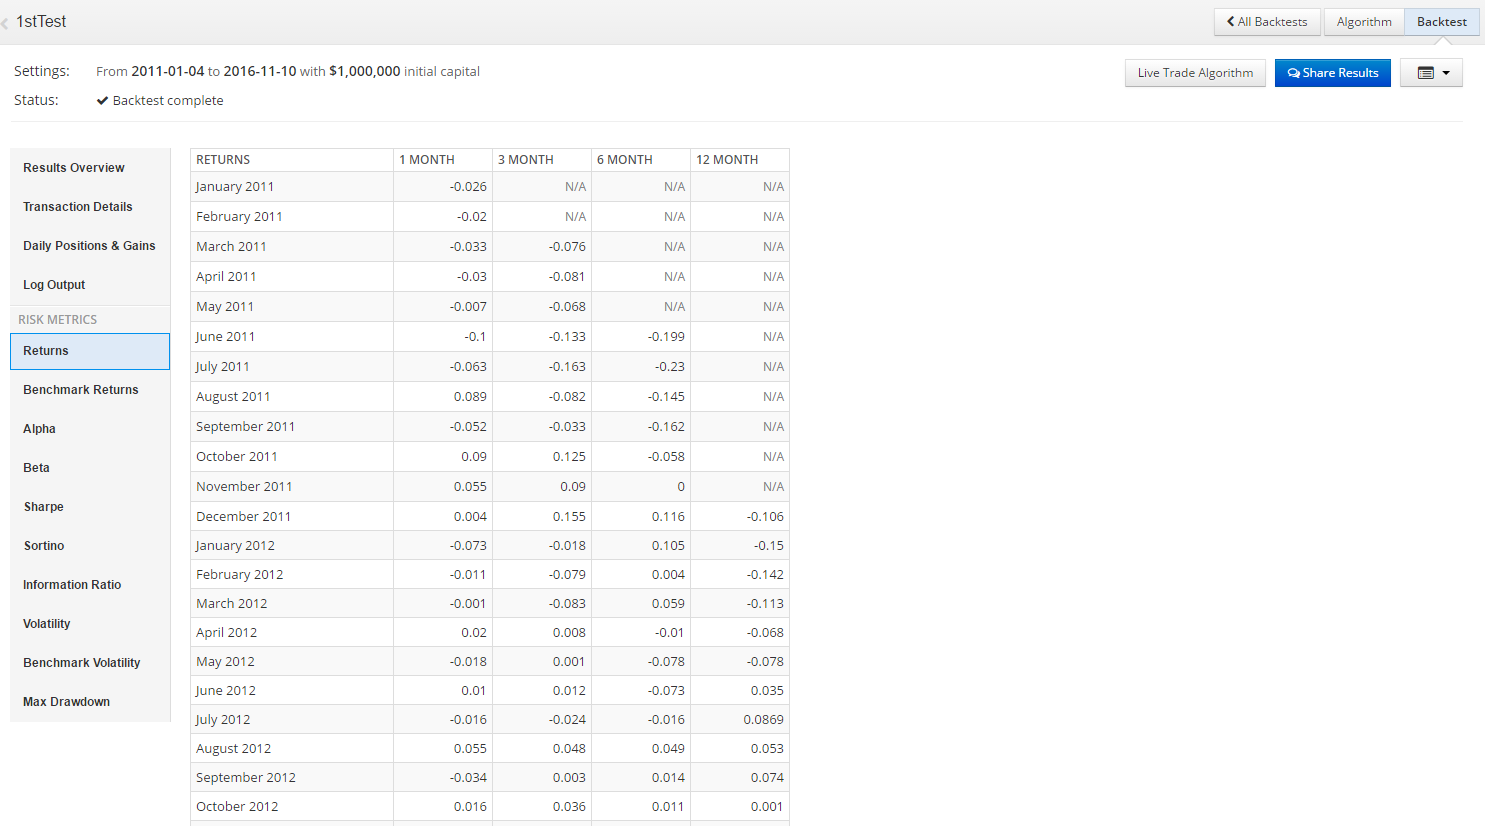 1stTest
All Backtests Algorithm Backtest
Settings: From 2011-01-04 to 2016-11-10 with $1,000,000 initial capital
Live Trade Algorithm Share Results
Status: Backtest complete
Results Overview
Transaction Details
Daily Positions & Gains
Log Output
RISK METRICS
Returns
Benchmark Returns
Alpha
Beta
Sharpe
Sortino
Information Ratio
Volatility
Benchmark Volatility
Max Drawdown
RETURNS 1 MONTH 3 MONTH 6 MONTH 12 MONTH
January 2011 -0.026 N/A N/A N/A
February 2011 -0.02 N/A N/A N/A
March 2011 -0.033 -0.076 N/A N/A
April 2011 -0.03 -0.081 N/A N/A
May 2011 -0.007 -0.068 N/A N/A
June 2011 -0.1 -0.133 -0.199 N/A
July 2011 -0.063 -0.163 -0.23 N/A
August 2011 0.089 -0.082 -0.145 N/A
September 2011 -0.052 -0.033 -0.162 N/A
October 2011 0.09 0.125 -0.058 N/A
November 2011 0.055 0.09 0 N/A
December 2011 0.004 0.155 0.116 -0.106
January 2012 -0.073 -0.018 0.105 -0.15
February 2012 -0.011 -0.079 0.004 -0.142
March 2012 -0.001 -0.083 0.059 -0.113
April 2012 0.02 0.008 -0.01 -0.068
May 2012 -0.018 0.001 -0.078 -0.078
June 2012 0.01 0.012 -0.073 0.035
July 2012 -0.016 -0.024 -0.016 0.0869
August 2012 0.055 0.048 0.049 0.053
September 2012 -0.034 0.003 0.014 0.074
October 2012 0.016 0.036 0.011 0.001